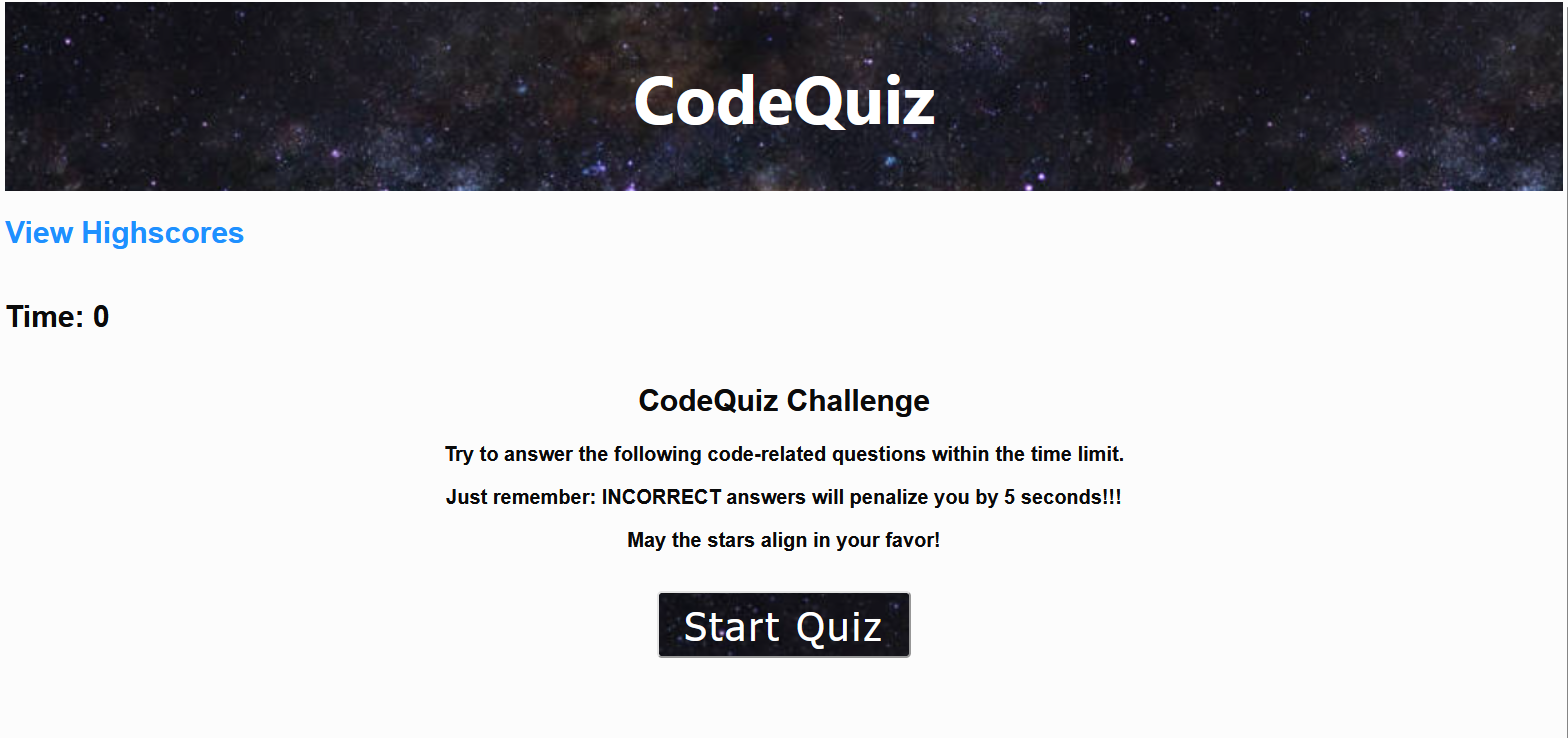 CodeQuiz
View Highscores
Time: 0
CodeQuiz Challenge
Try to answer the following code-related questions within the time limit.
Just remember: INCORRECT answers will penalize you by 5 seconds!!!
May the stars align in your favor!
Start Quiz